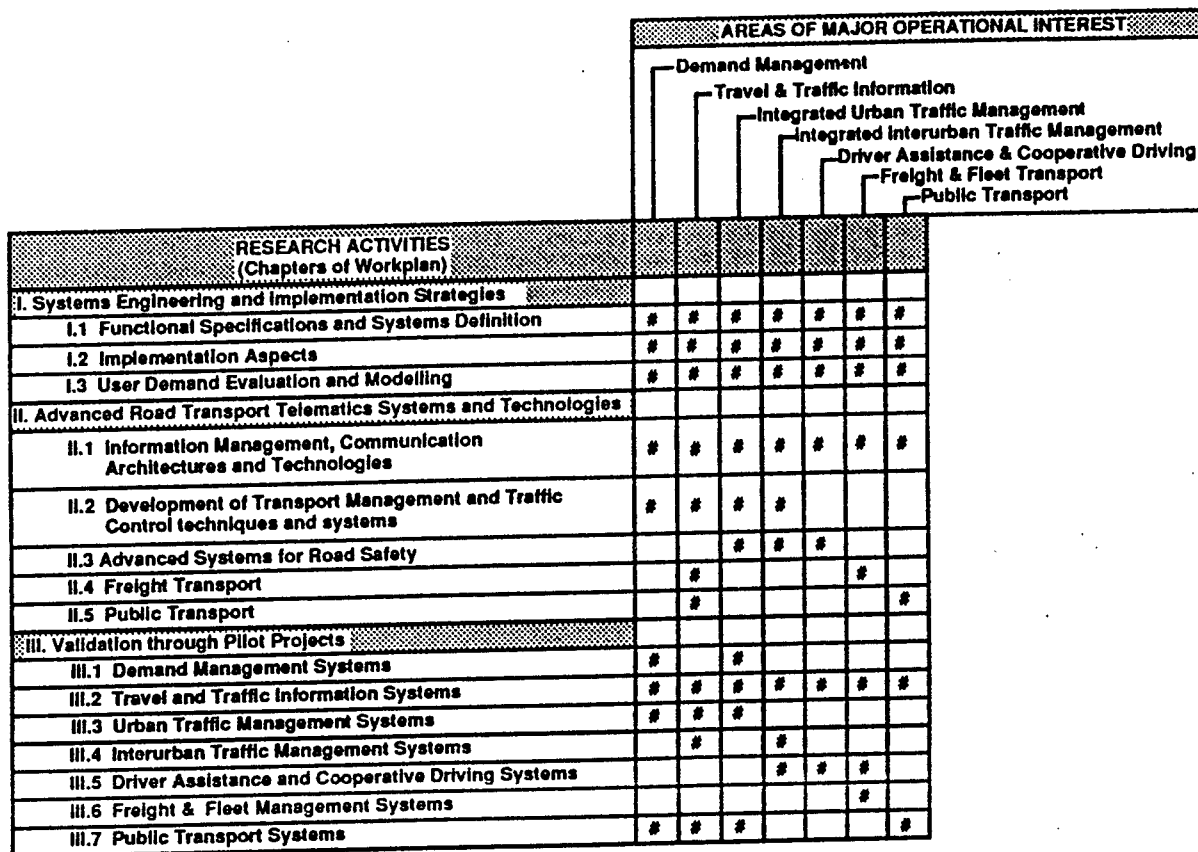 AREAS OF MAJOR OPERATIONAL INTEREST
Demand Management
Travel & Traffic Information
Integrated Urban Traffic Management
Integrated Interurban Traffic Management
Driver Assistance & Cooperative Driving
Freight & Fleet Transport
Public Transport
RESEARCH ACTIVITIES
(Chapters of Workplan)
I. Systems Engineering and Implementation Strategies
I.1 Functional Specifications and Systems Definition # # # # # # #
I.2 Implementation Aspects # # # # # # #
I.3 User Demand Evaluation and Modelling # # # # # # #
II. Advanced Road Transport Telematics Systems and Technologies
II.1 Information Management, Communication
Architectures and Technologies # # # # # # #
II.2 Development of Transport Management and Traffic
Control techniques and systems # # # #
II.3 Advanced Systems for Road Safety # # #
II.4 Freight Transport # #
II.5 Public Transport # #
III. Validation through Pilot Projects
III.1 Demand Management Systems # #
III.2 Travel and Traffic Information Systems # # # # # # #
III.3 Urban Traffic Management Systems # # #
III.4 Interurban Traffic Management Systems # #
III.5 Driver Assistance and Cooperative Driving Systems # # #
III.6 Freight & Fleet Management Systems #
III.7 Public Transport Systems # # # #